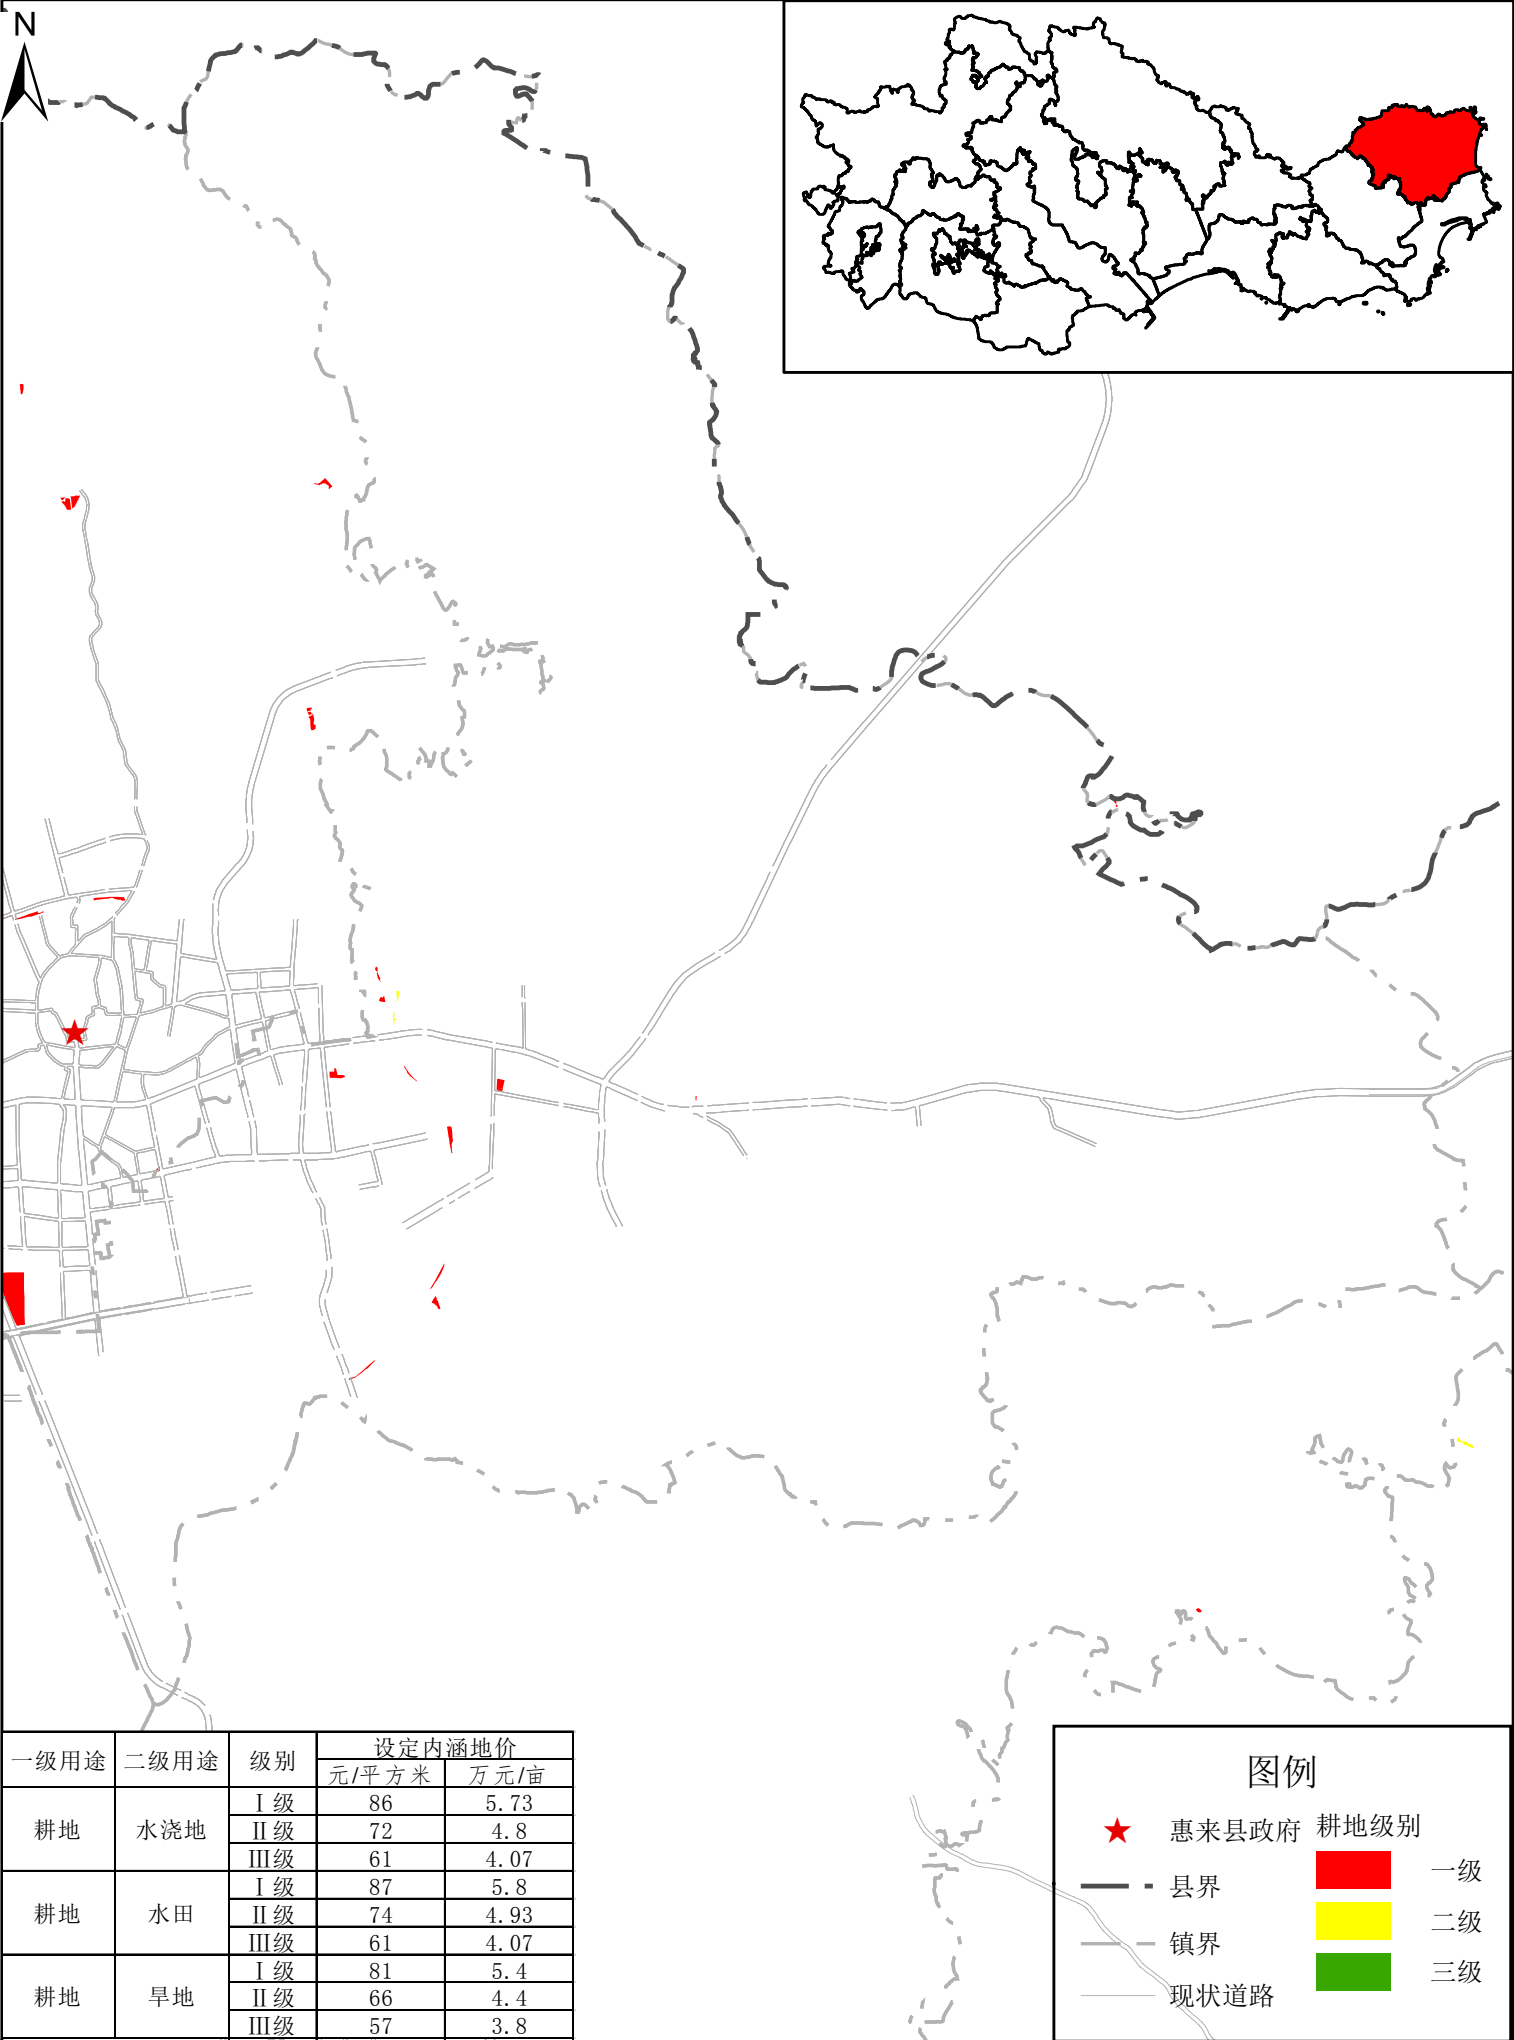 N
一级用途 二级用途 级别 设定内涵地价
元/平方米 万元/亩
耕地 水浇地 Ⅰ级 86 5.73
Ⅱ级 72 4.8
Ⅲ级 61 4.07
耕地 水田 Ⅰ级 87 5.8
Ⅱ级 74 4.93
Ⅲ级 61 4.07
耕地 旱地 Ⅰ级 81 5.4
Ⅱ级 66 4.4
Ⅲ级 57 3.8
图例
惠来县政府
县界
镇界
现状道路
耕地级别
一级
二级
三级